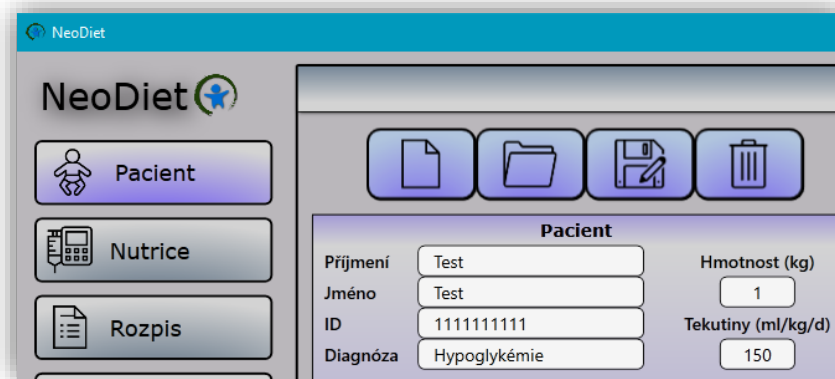 NeoDiet
NeoDiet
Pacient
Nutrice
Rozpis
Pacient
Příjmení Test Hmotnost (kg)
Jméno Test 1
ID 1111111111 Tekutiny (ml/kg/d)
Diagnóza Hypoglykémie 150